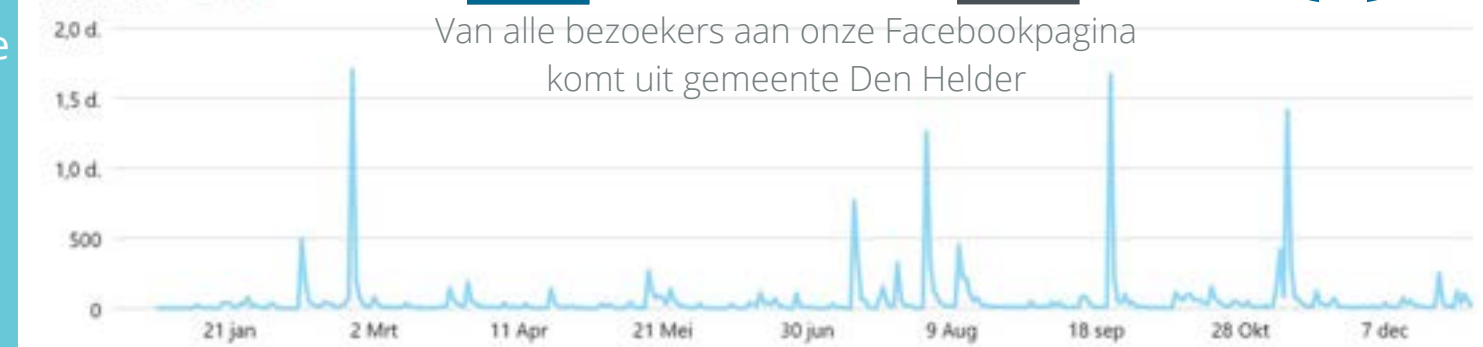 e
2,0 d.
Van alle bezoekers aan onze Facebookpagina
komt uit gemeente Den Helder
1,5 d.
1,0 d.
500
0
21 jan 2 Mrt 11 Apr 21 Mei 30 jun 9 Aug 18 sep 28 Okt 7 dec